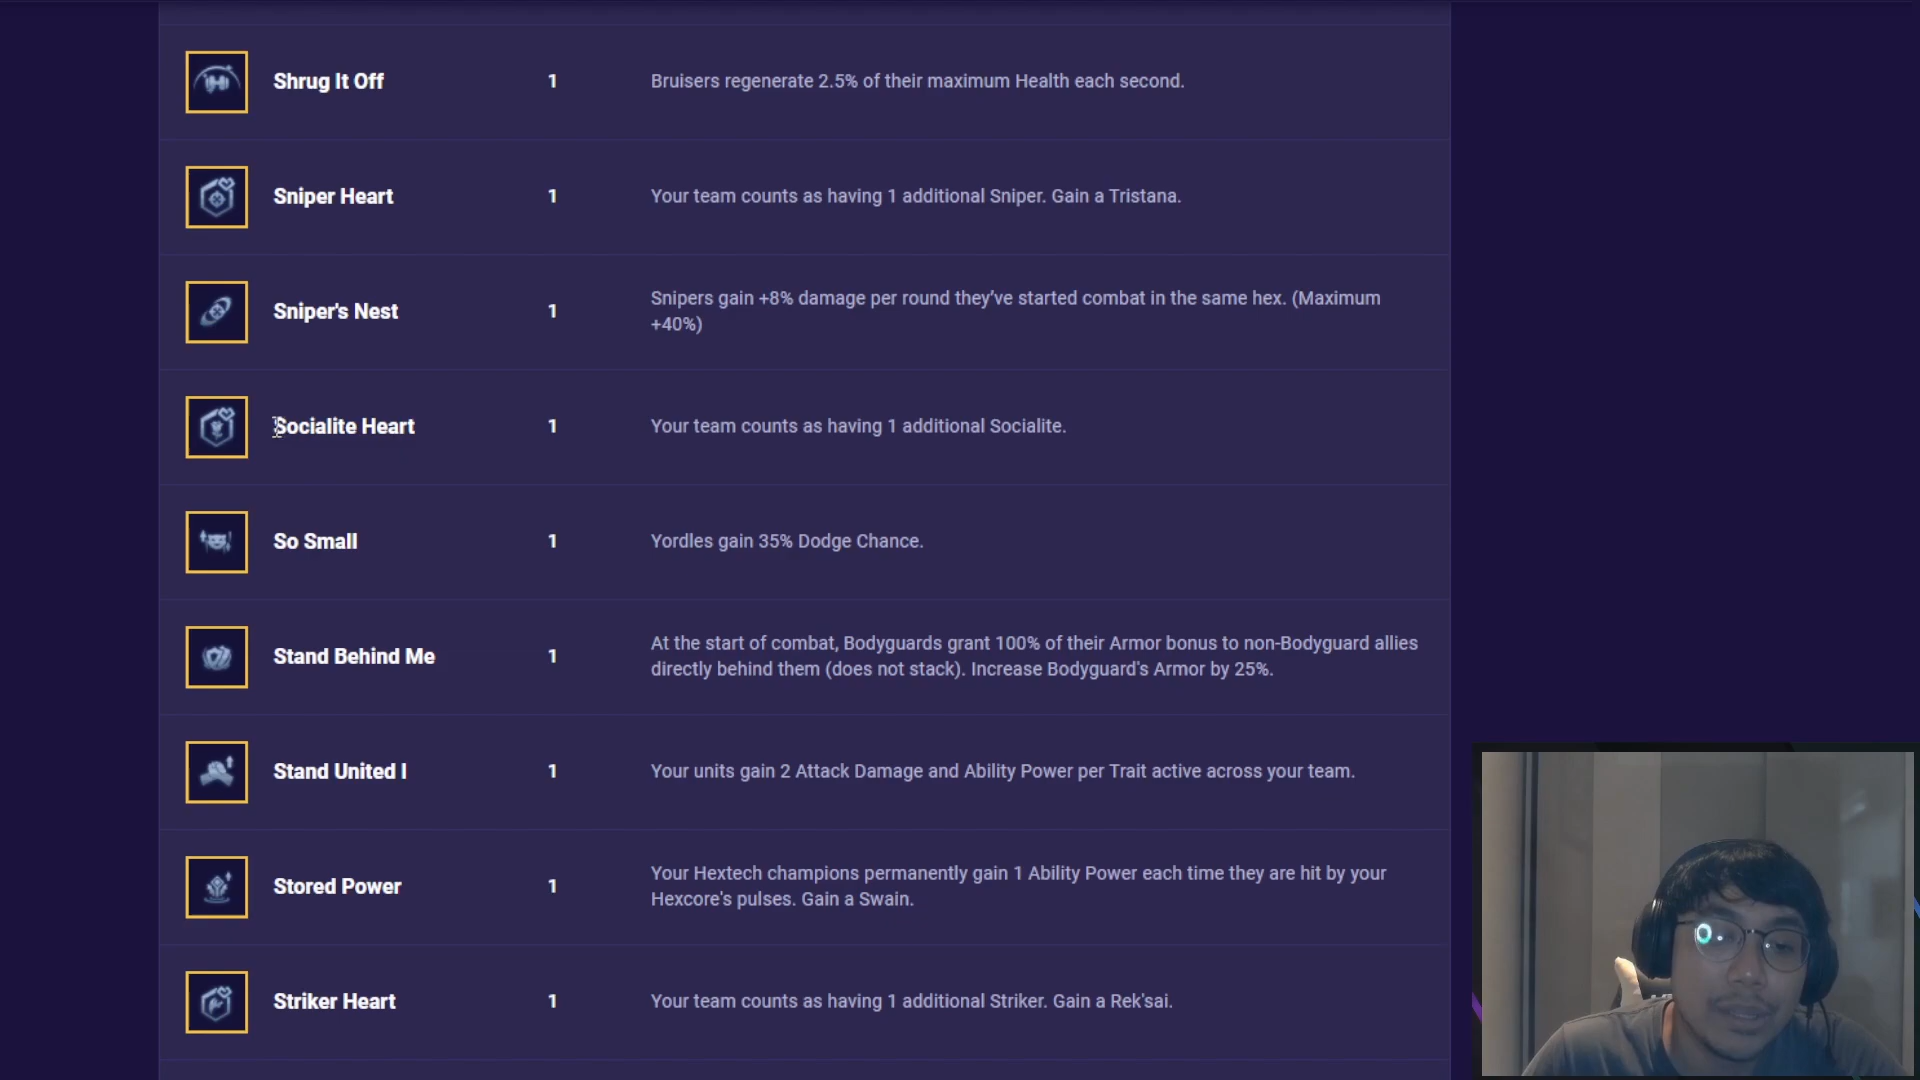 Shrug It Off 1 Bruisers regenerate 2.5% of their maximum Health each second.
Sniper Heart 1 Your team counts as having 1 additional Sniper. Gain a Tristana.
Sniper's Nest 1 Snipers gain +8% damage per round they’ve started combat in the same hex. (Maximum
+40%)
Socialite Heart 1 Your team counts as having 1 additional Socialite.
So Small 1 Yordles gain 35% Dodge Chance.
Stand Behind Me 1 At the start of combat, Bodyguards grant 100% of their Armor bonus to non-Bodyguard allies
directly behind them (does not stack). Increase Bodyguard's Armor by 25%.
Stand United I 1 Your units gain 2 Attack Damage and Ability Power per Trait active across your team.
Stored Power 1 Your Hextech champions permanently gain 1 Ability Power each time they are hit by your
Hexcore's pulses. Gain a Swain.
Striker Heart 1 Your team counts as having 1 additional Striker. Gain a Rek'sai.